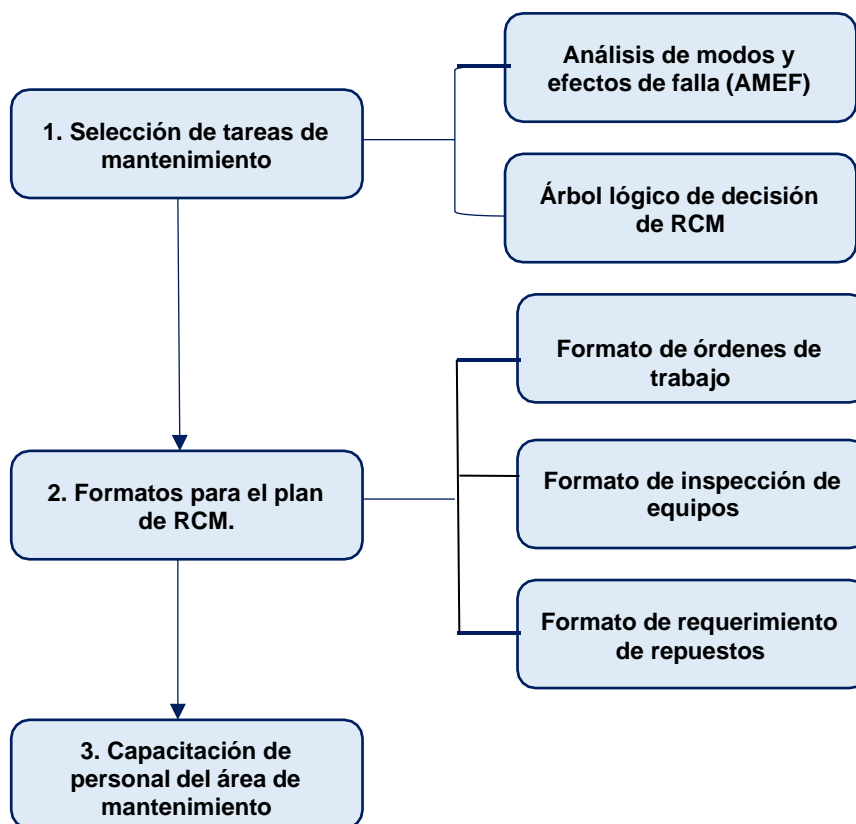 Análisis de modos y
efectos de falla (AMEF)
1. Selección de tareas de
mantenimiento
Árbol lógico de decisión
de RCM
Formato de órdenes de
trabajo
2. Formatos para el plan
de RCM.
Formato de inspección de
equipos
Formato de requerimiento
de repuestos
3. Capacitación de
personal del área de
mantenimiento